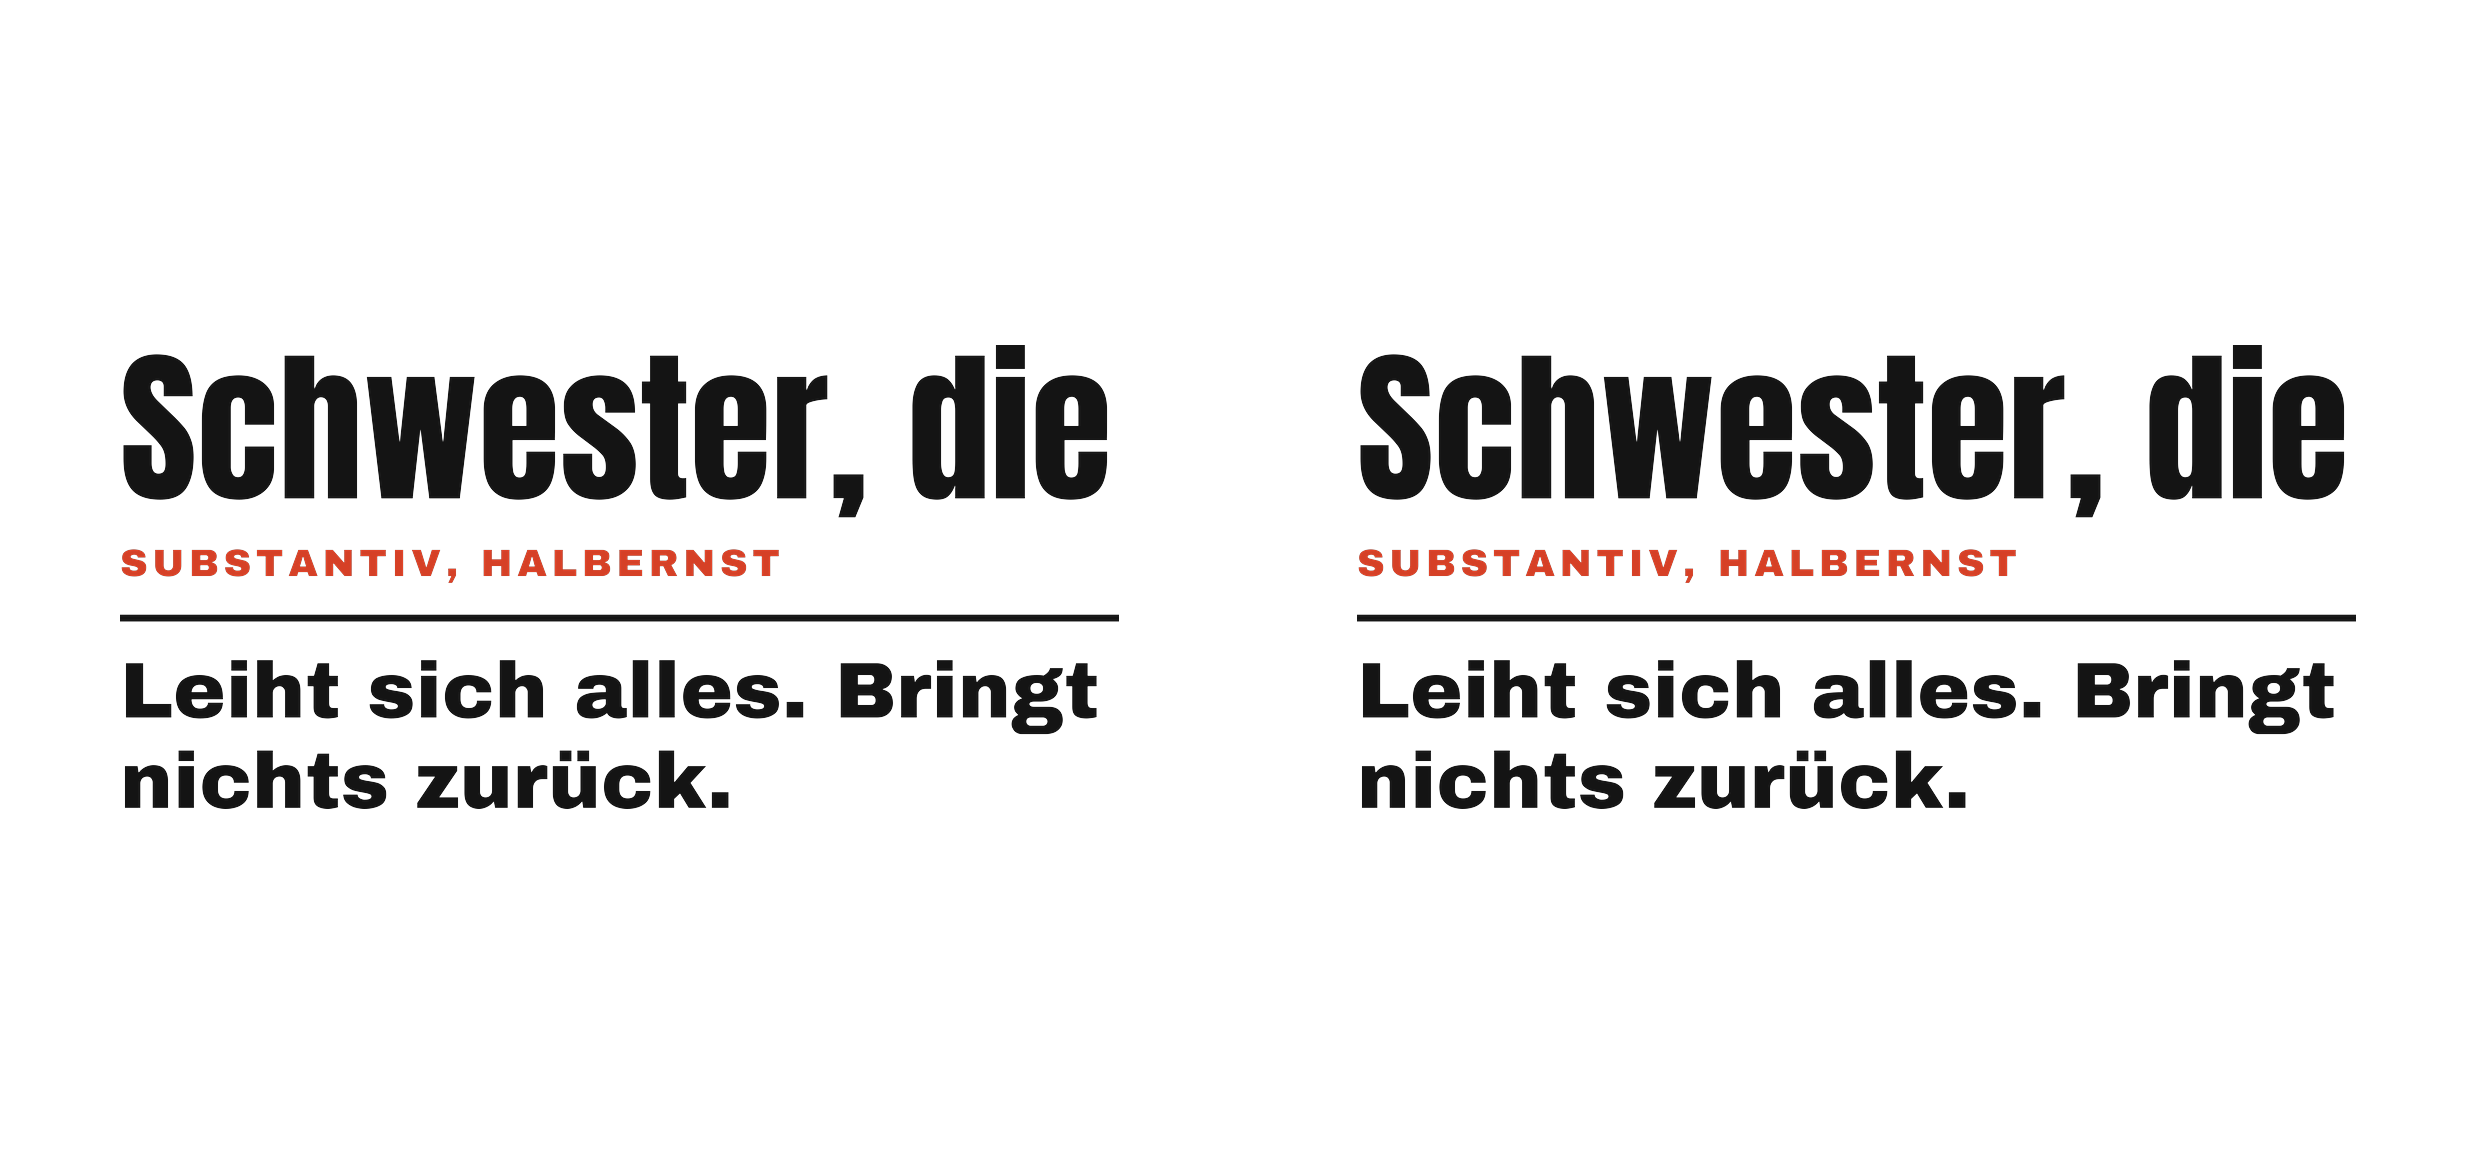 Schwester, die
SUBSTANTIV, HALBERNST
Leiht sich alles. Bringt
nichts zurück.
Schwester, die
SUBSTANTIV, HALBERNST
Leiht sich alles. Bringt
nichts zurück.